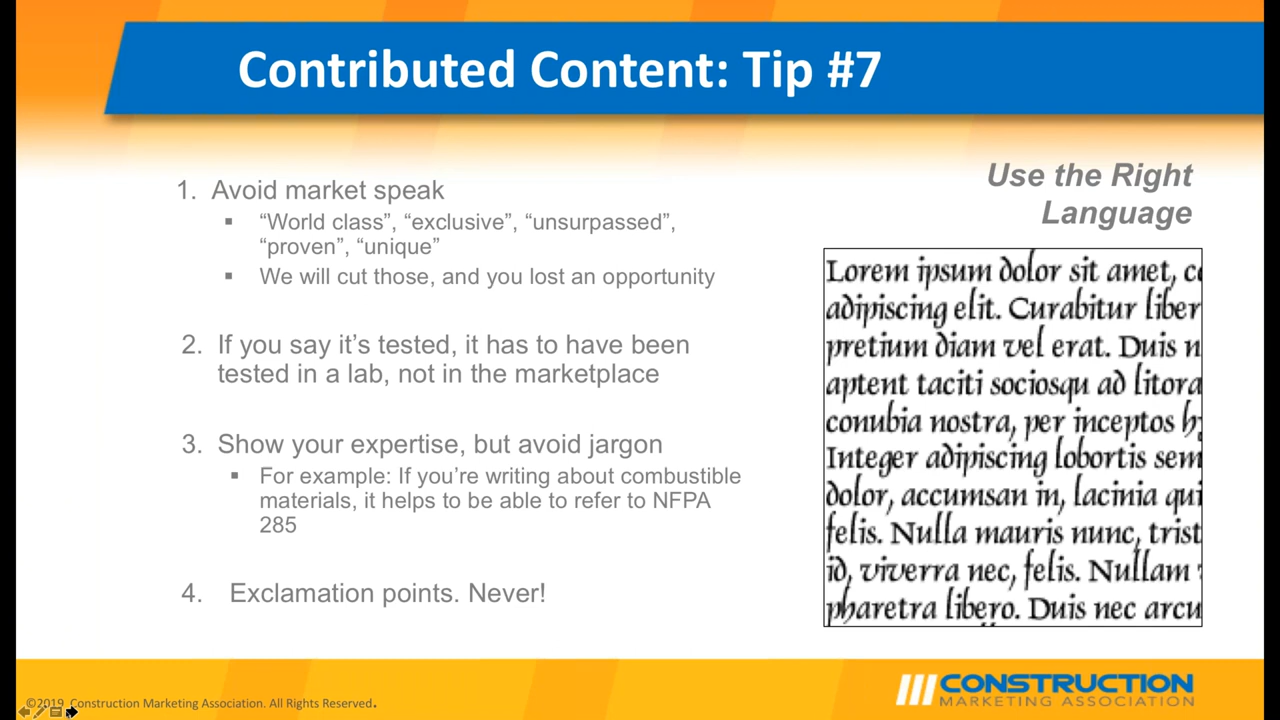 Contributed Content: Tip #7
1. Avoid market speak
▪ “World class”, “exclusive”, “unsurpassed”,
“proven”, “unique”
▪ We will cut those, and you lost an opportunity
2. If you say it’s tested, it has to have been
tested in a lab, not in the marketplace
3. Show your expertise, but avoid jargon
▪ For example: If you’re writing about combustible
materials, it helps to be able to refer to NFPA
285
4. Exclamation points. Never!
Use the Right
Language
Lorem ipsum dolor sit amet, co
adipiscing elit. Curabitur liber
pretium diam vel erat. Duis n
aptent taciti sociosqu ad litora
conubia nostra, per inceptos
Integer adipiscing lobortis sem
dolor, accumsan in, lacinia qui
felis. Nulla mauris nunc, trist
id, viverra nec, felis. Nullam
pharetra libero. Duis nec arcu
©2019 Construction Marketing Association. All Rights Reserved.
CONSTRUCTION
MARKETING ASSOCIATION